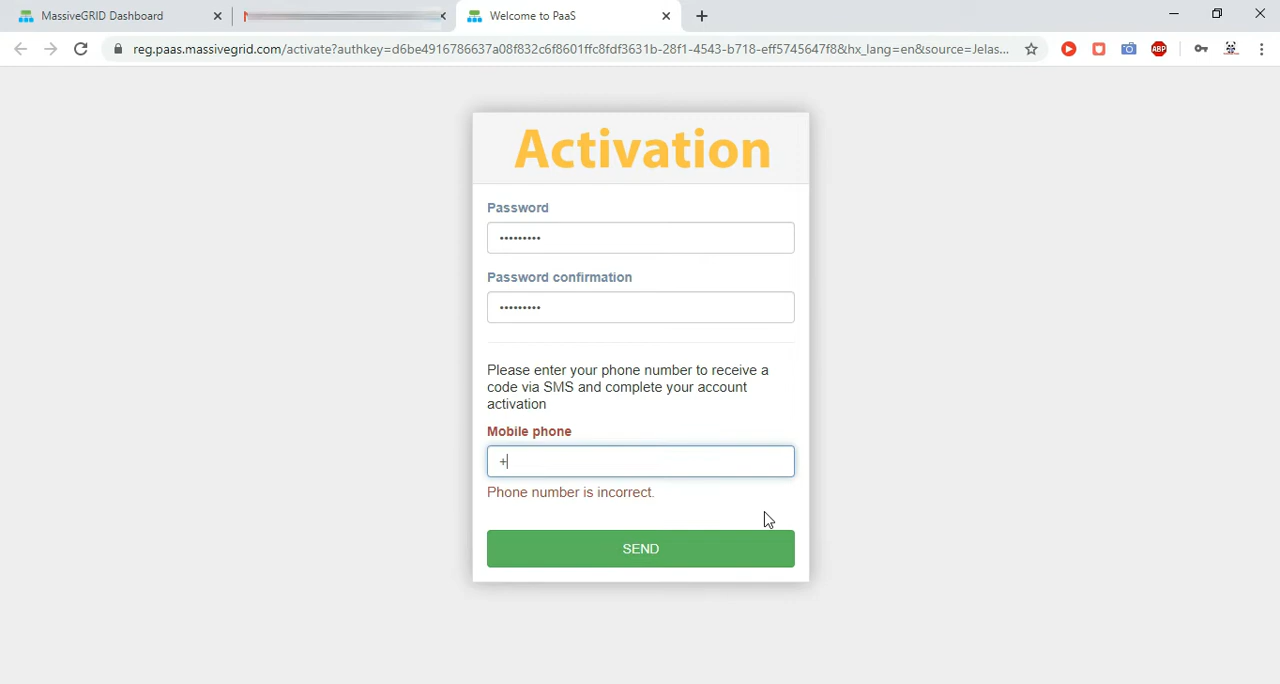 MassiveGRID Dashboard
Welcome to PaaS
reg.paas.massivegrid.com/activate?authkey=d6be4916786637a08f832c6f8601ffc8fdf3631b-28f1-4543-b718-eff5745647f8&hx_lang=en&source=Jelas...
ABP
Activation
Password
•••••••••
Password confirmation
•••••••••
Please enter your phone number to receive a
code via SMS and complete your account
activation
Mobile phone
+
Phone number is incorrect.
SEND